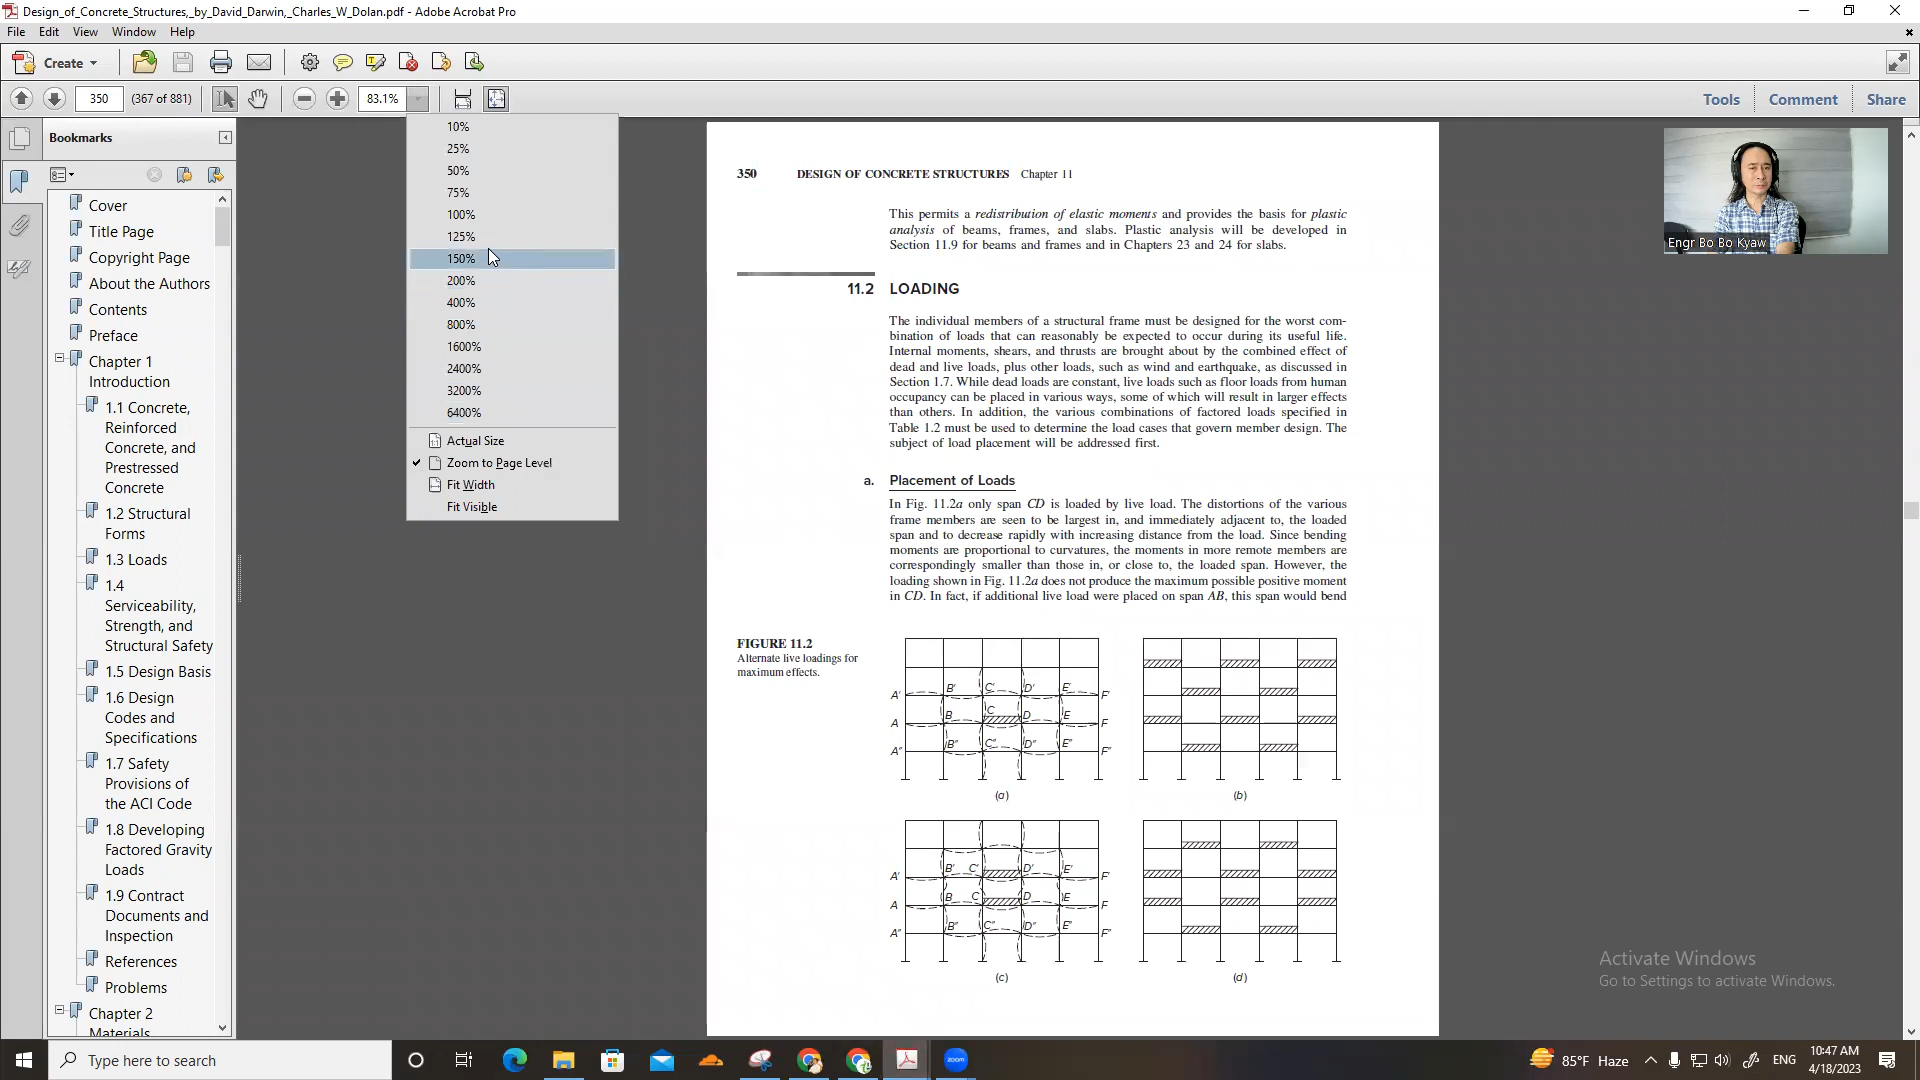 Design_of_Concrete_Structures,_by_David_Darwin,_Charles_W_Dolan.pdf - Adobe Acrobat Pro
File Edit View Window Help
Create
350 (367 of 881) 83.1% Tools Comment Share
Bookmarks
Cover
Title Page
Copyright Page
About the Authors
Contents
Preface
Chapter 1
Introduction
1.1 Concrete,
Reinforced
Concrete, and
Prestressed
Concrete
1.2 Structural
Forms
1.3 Loads
1.4
Serviceability,
Strength, and
Structural Safety
1.5 Design Basis
1.6 Design
Codes and
Specifications
1.7 Safety
Provisions of
the ACI Code
1.8 Developing
Factored Gravity
Loads
1.9 Contract
Documents and
Inspection
References
Problems
Chapter 2
Materials
10%
25%
50%
75%
100%
125%
150%
200%
400%
800%
1600%
2400%
3200%
6400%
Actual Size
Zoom to Page Level
Fit Width
Fit Visible
350 DESIGN OF CONCRETE STRUCTURES Chapter 11
This permits a redistribution of elastic moments and provides the basis for plastic
analysis of beams, frames, and slabs. Plastic analysis will be developed in
Section 11.9 for beams and frames and in Chapters 23 and 24 for slabs.
11.2 LOADING
The individual members of a structural frame must be designed for the worst com-
bination of loads that can reasonably be expected to occur during its useful life.
Internal moments, shears, and thrusts are brought about by the combined effect of
dead and live loads, plus other loads, such as wind and earthquake, as discussed in
Section 1.7. While dead loads are constant, live loads such as floor loads from human
occupancy can be placed in various ways, some of which will result in larger effects
than others. In addition, the various combinations of factored loads specified in
Table 1.2 must be used to determine the load cases that govern member design. The
subject of load placement will be addressed first.
a. Placement of Loads
In Fig. 11.2a only span CD is loaded by live load. The distortions of the various
frame members are seen to be largest in, and immediately adjacent to, the loaded
span and to decrease rapidly with increasing distance from the load. Since bending
moments are proportional to curvatures, the moments in more remote members are
correspondingly smaller than those in, or close to, the loaded span. However, the
loading shown in Fig. 11.2a does not produce the maximum possible positive moment
in CD. In fact, if additional live load were placed on span AB, this span would bend
FIGURE 11.2
Alternate live loadings for
maximum effects.
A' B' C' D' E' F'
A B C D E F
A" B" C" D" E" F"
(a) (b)
A' B' C' D' E' F'
A B C D E F
A" B" C" D" E" F"
(c) (d)
Engr Bo Bo Kyaw
Activate Windows
Go to Settings to activate Windows.
Type here to search
zoom
85°F Haze
ENG
10:47 AM
4/18/2023